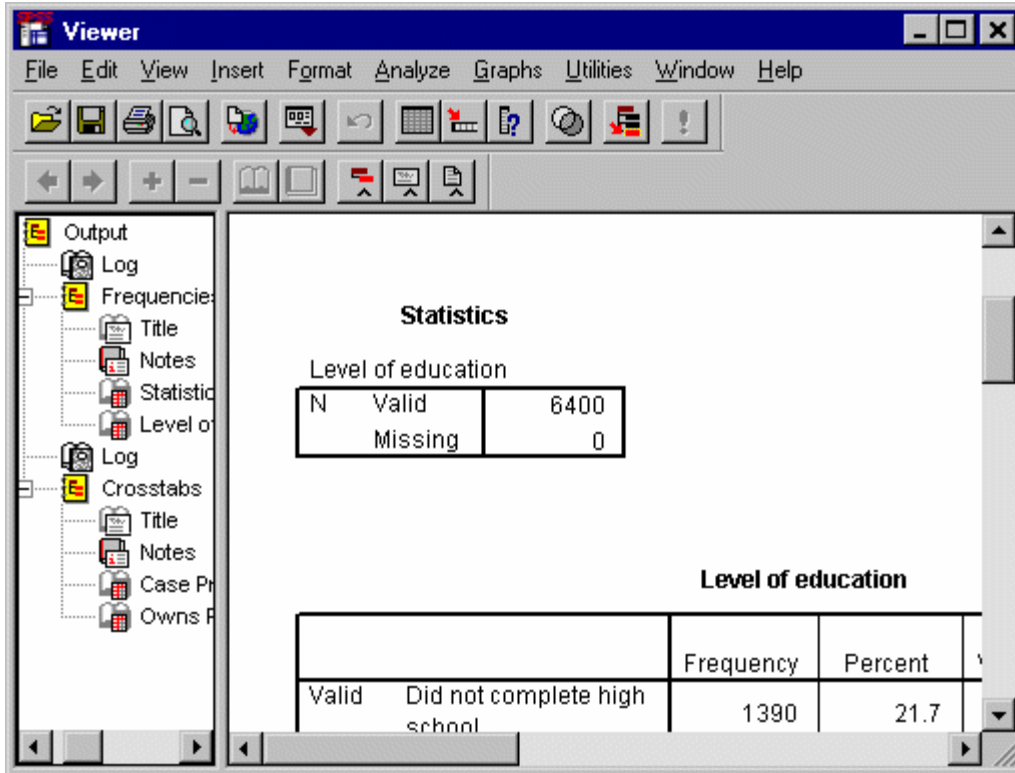 SPSS
Viewer
File Edit View Insert Format Analyze Graphs Utilities Window Help
Output
Log
Frequencies
Title
Notes
Statistic
Level of
Log
Crosstabs
Title
Notes
Case Pr
Owns
Statistics
Level of education
N Valid 6400
Missing 0
Level of education
Frequency Percent
Valid Did not complete high 1390 21.7
school